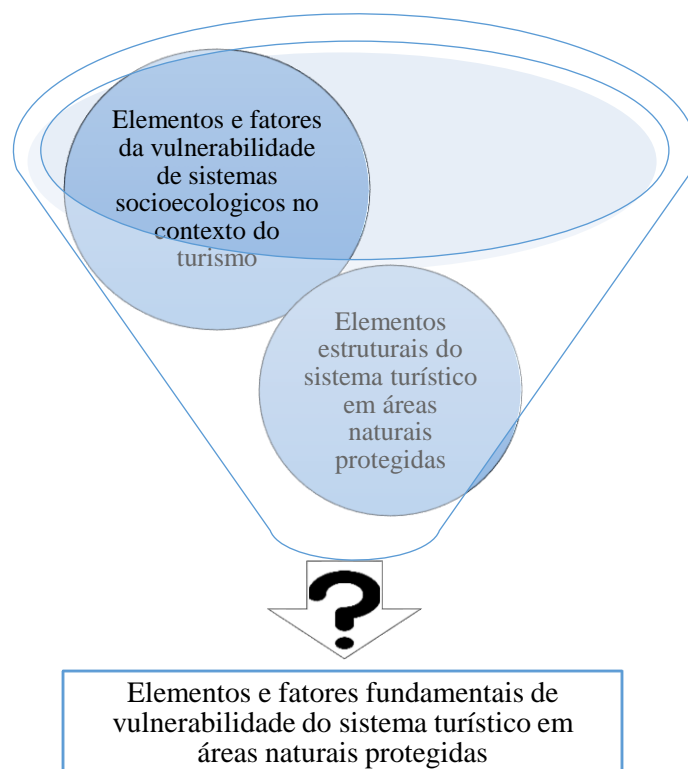 Elementos e fatores
da vulnerabilidade
de sistemas
socioecologicos no
contexto do
turismo
Elementos
estruturais do
sistema turístico
em áreas
naturais
protegidas
?
Elementos e fatores fundamentais de
vulnerabilidade do sistema turístico em
áreas naturais protegidas